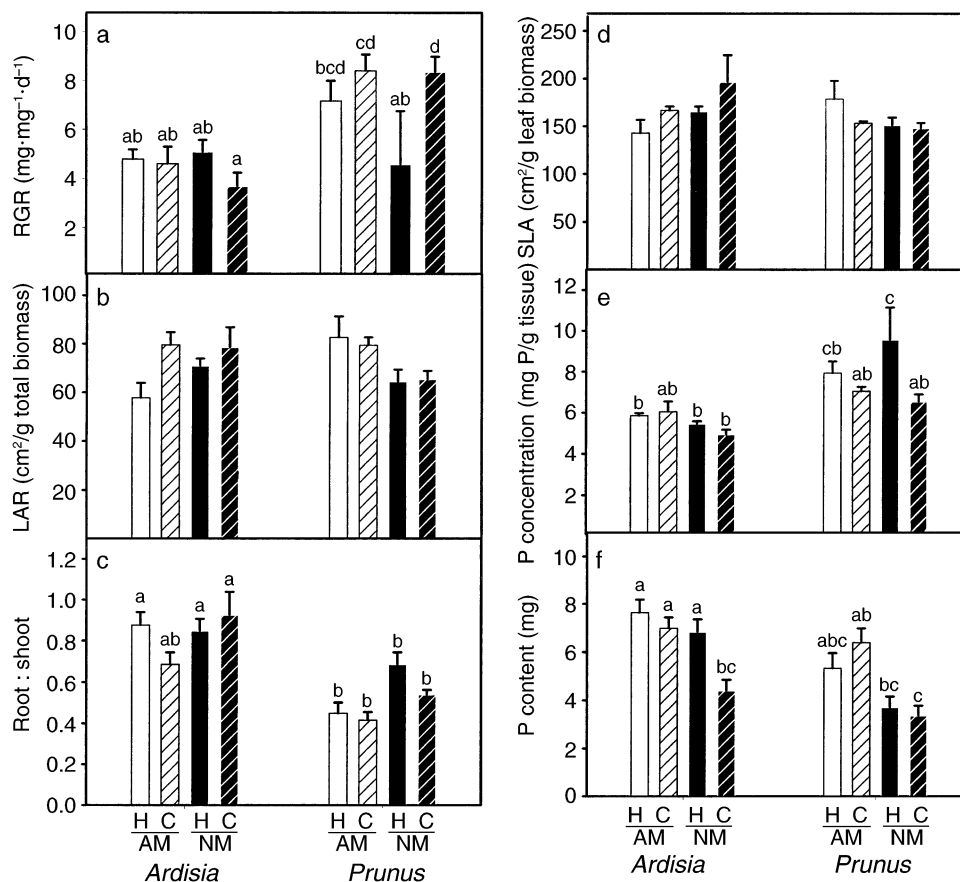 a
RGR (mg·mg⁻¹·d⁻¹)
10
8
6
4
2
ab ab ab a bcd cd ab d
b
LAR (cm²/g total biomass)
100
80
60
40
20
c
Root : shoot
1.2
1.0
0.8
0.6
0.4
0.2
0.0
a ab a a b b b b
H C H C H C H C
AM NM AM NM
Ardisia Prunus
d
SLA (cm²/g leaf biomass)
250
200
150
100
50
e
P concentration (mg P/g tissue)
12
10
8
6
4
2
b ab b b cb ab c ab
f
P content (mg)
10
8
6
4
2
0
a a a bc abc ab bc c
H C H C H C H C
AM NM AM NM
Ardisia Prunus